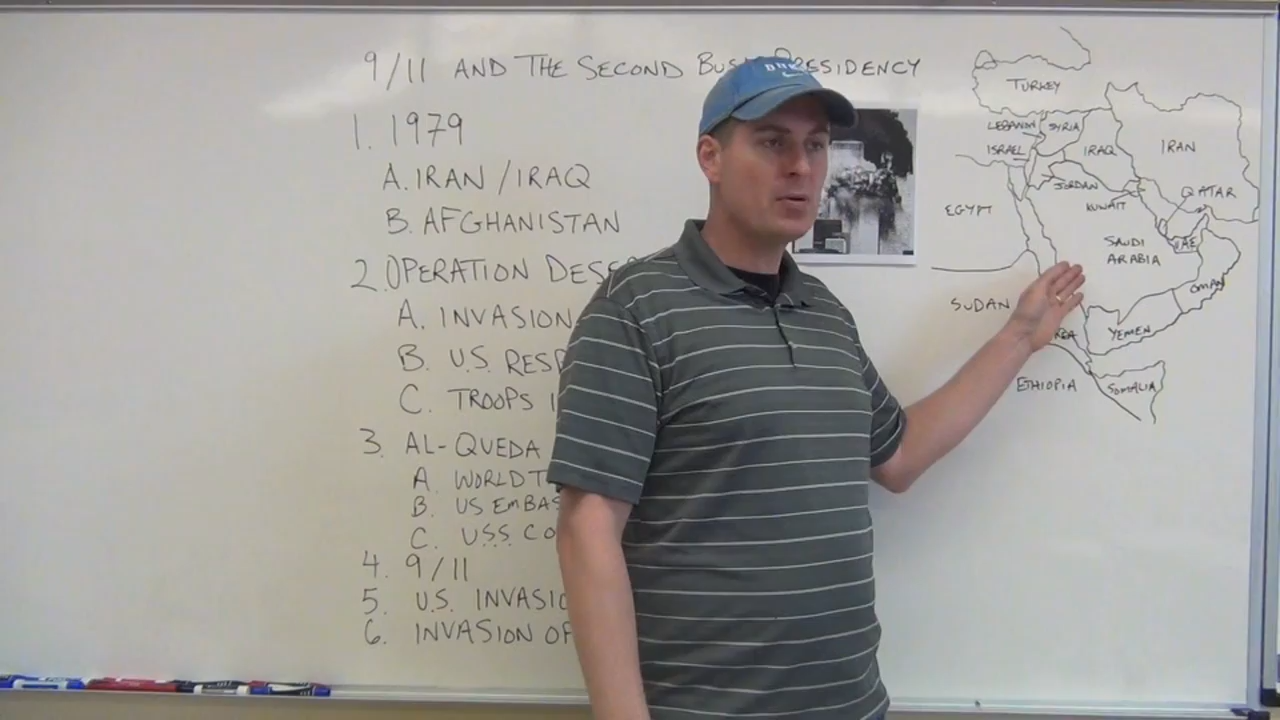 9/11 AND THE SECOND BUSH PRESIDENCY
1. 1979
A. IRAN / IRAQ
B. AFGHANISTAN
2. OPERATION DESE
A. INVASION
B. U.S. RESP
C. TROOPS
3. AL-QUEDA
A. WORLD T
B. US EMBAS
C. U.S.S. CO
4. 9/11
5. U.S. INVASIO
6. INVASION OF
TURKEY
LEBANON SYRIA
ISRAEL IRAQ IRAN
JORDAN QATAR
EGYPT KUWAIT
SAUDI UAE
ARABIA
OMAN
SUDAN
YEMEN
ETHIOPIA SOMALIA